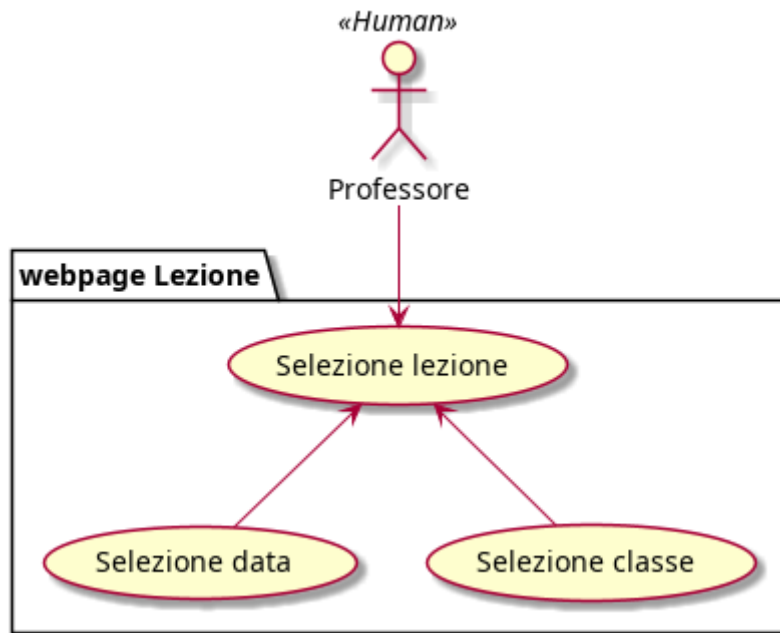 «Human»
Professore
webpage Lezione
Selezione lezione
Selezione data
Selezione classe